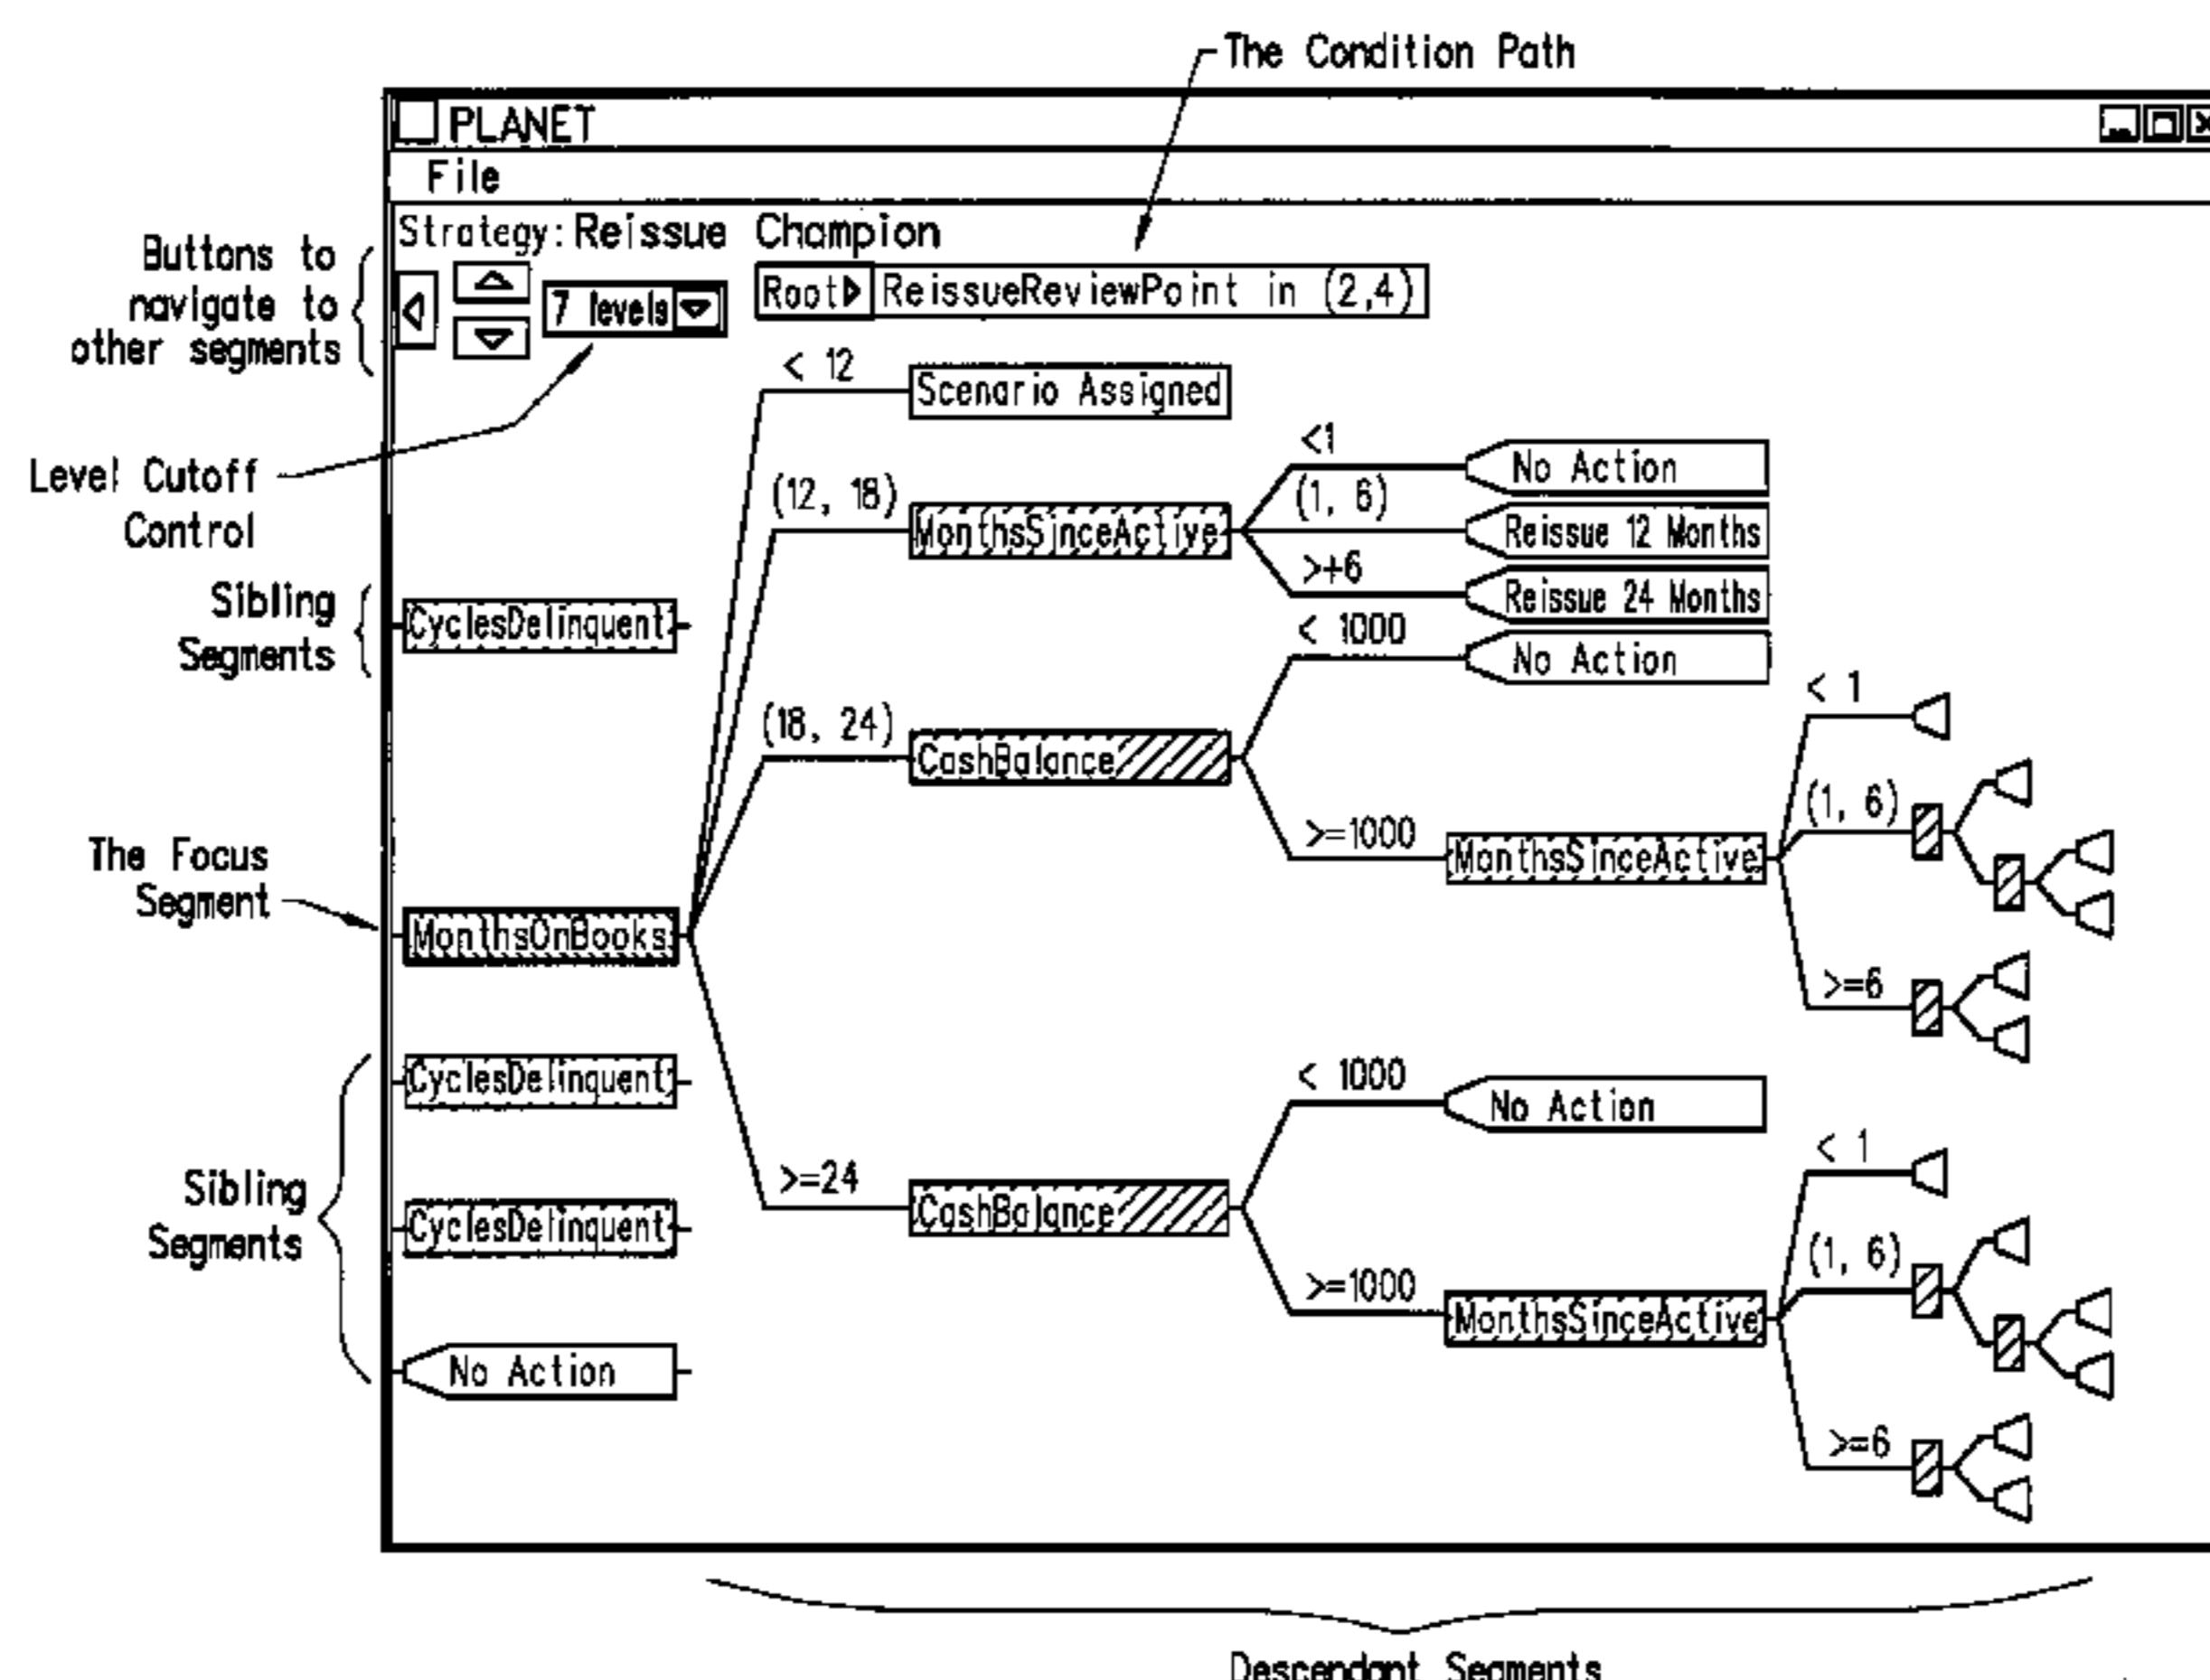 The Condition Path
PLANET
File
Strategy: Reissue Champion
Buttons to
navigate to
other segments
7 levels
Root
ReissueReviewPoint in (2,4)
< 12
Scenario Assigned
Level Cutoff
Control
(12, 18)
MonthsSinceActive
<1
No Action
(1, 6)
Reissue 12 Months
>+6
Reissue 24 Months
Sibling
Segments
CyclesDelinquent
(18, 24)
CashBalance
< 1000
No Action
>=1000
MonthsSinceActive
< 1
(1, 6)
>=6
The Focus
Segment
MonthsOnBooks
CyclesDelinquent
Sibling
Segments
CyclesDelinquent
No Action
>=24
CashBalance
< 1000
No Action
>=1000
MonthsSinceActive
< 1
(1, 6)
>=6
Descendant Segments